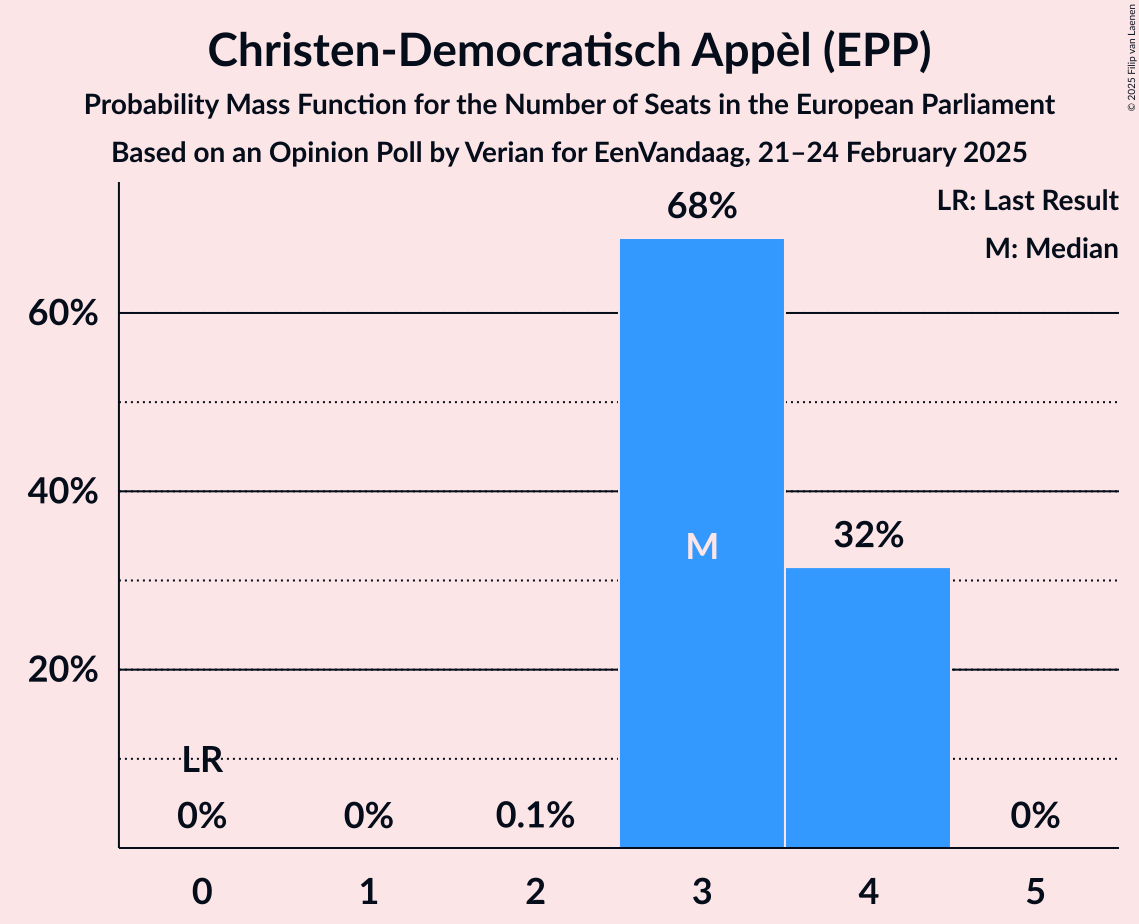 Christen-Democratisch Appèl (EPP)
Probability Mass Function for the Number of Seats in the European Parliament
Based on an Opinion Poll by Verian for EenVandaag, 21–24 February 2025
© 2025 Filip van Laenen
LR: Last Result
M: Median
68%
60%
40%
32%
M
20%
LR
0%
0%
0.1%
0%
0
1
2
3
4
5